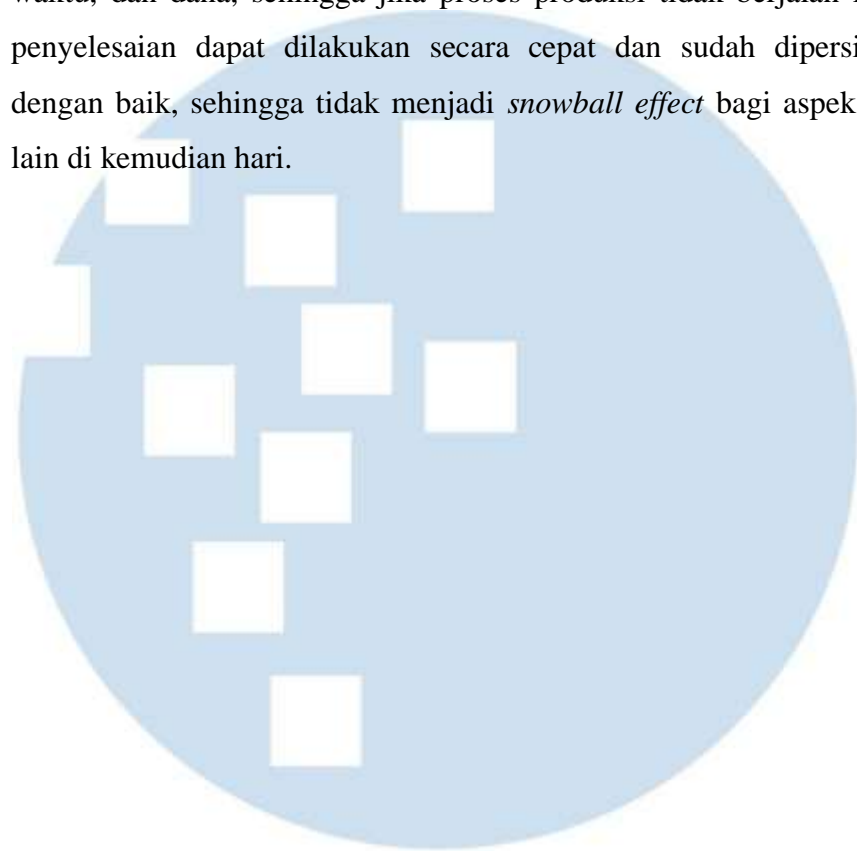 waktu, dan dana, sehingga jika proses produksi tidak berjalan
penyelesaian dapat dilakukan secara cepat dan sudah
dengan baik, sehingga tidak menjadi snowball effect bagi aspek
lain di kemudian hari.